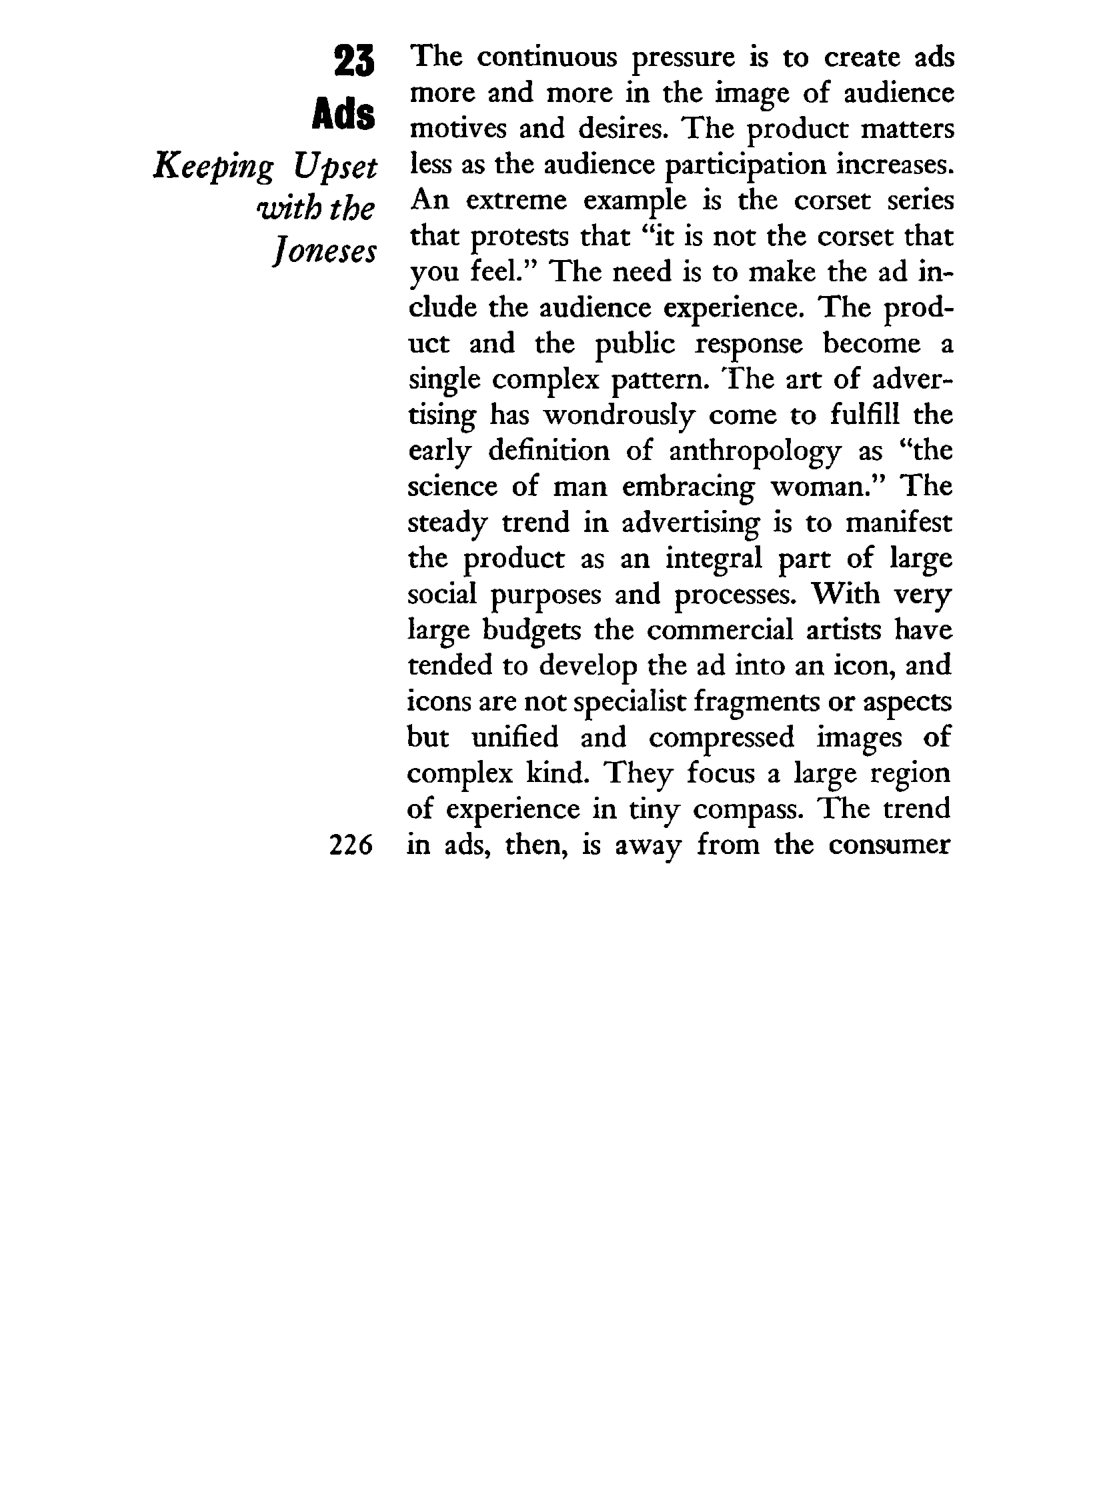 23
Ads
Keeping Upset
with the
Joneses
The continuous pressure is to create ads
more and more in the image of audience
motives and desires. The product matters
less as the audience participation increases.
An extreme example is the corset series
that protests that “it is not the corset that
you feel.” The need is to make the ad in-
clude the audience experience. The prod-
uct and the public response become a
single complex pattern. The art of adver-
tising has wondrously come to fulfill the
early definition of anthropology as “the
science of man embracing woman.” The
steady trend in advertising is to manifest
the product as an integral part of large
social purposes and processes. With very
large budgets the commercial artists have
tended to develop the ad into an icon, and
icons are not specialist fragments or aspects
but unified and compressed images of
complex kind. They focus a large region
of experience in tiny compass. The trend
in ads, then, is away from the consumer
226